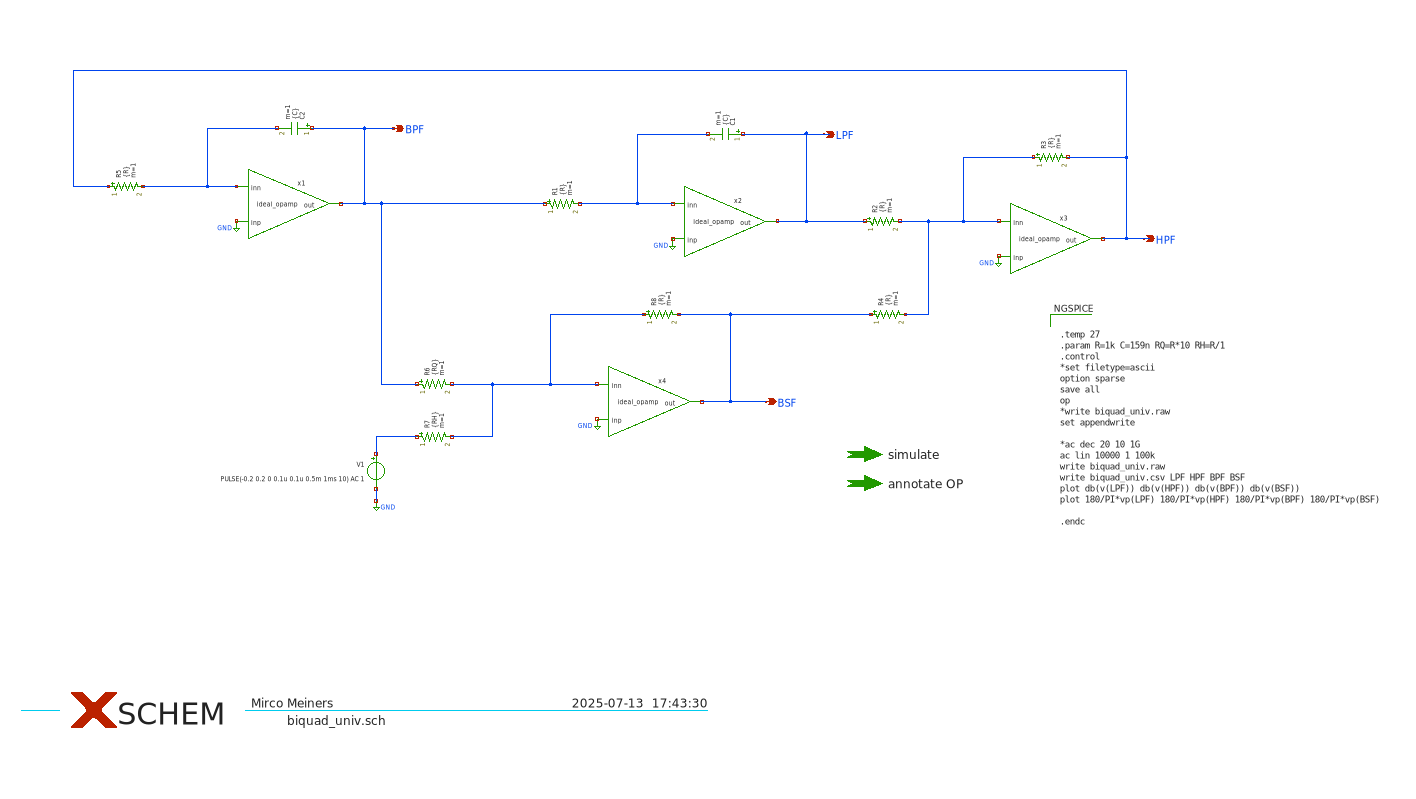 m=1
{C}
C2
2
1
BPF
m=1
{C}
C1
2
1
LPF
R3
{R}
m=1
1
2
R5
{R}
m=1
1
2
x1
inn
ideal_opamp
out
inp
GND
R1
{R}
m=1
1
2
x2
inn
ideal_opamp
out
inp
GND
R2
{R}
m=1
1
2
x3
inn
ideal_opamp
out
inp
GND
HPF
R8
{R}
m=1
1
2
R4
{R}
m=1
1
2
R6
{RQ}
m=1
1
2
R7
{RH}
m=1
1
2
x4
inn
ideal_opamp
out
inp
GND
BSF
V1
PULSE(-0.2 0.2 0 0.1u 0.1u 0.5m 1ms 10) AC 1
GND
simulate
annotate OP
NGSPICE
.temp 27
.param R=1k C=159n RQ=R*10 RH=R/1
.control
*set filetype=ascii
option sparse
save all
op
*write biquad_univ.raw
set appendwrite
*ac dec 20 10 1G
ac lin 10000 1 100k
write biquad_univ.raw
write biquad_univ.csv LPF HPF BPF BSF
plot db(v(LPF)) db(v(HPF)) db(v(BPF)) db(v(BSF))
plot 180/PI*vp(LPF) 180/PI*vp(HPF) 180/PI*vp(BPF) 180/PI*vp(BSF)
.endc
XSCHEM
Mirco Meiners
2025-07-13 17:43:30
biquad_univ.sch